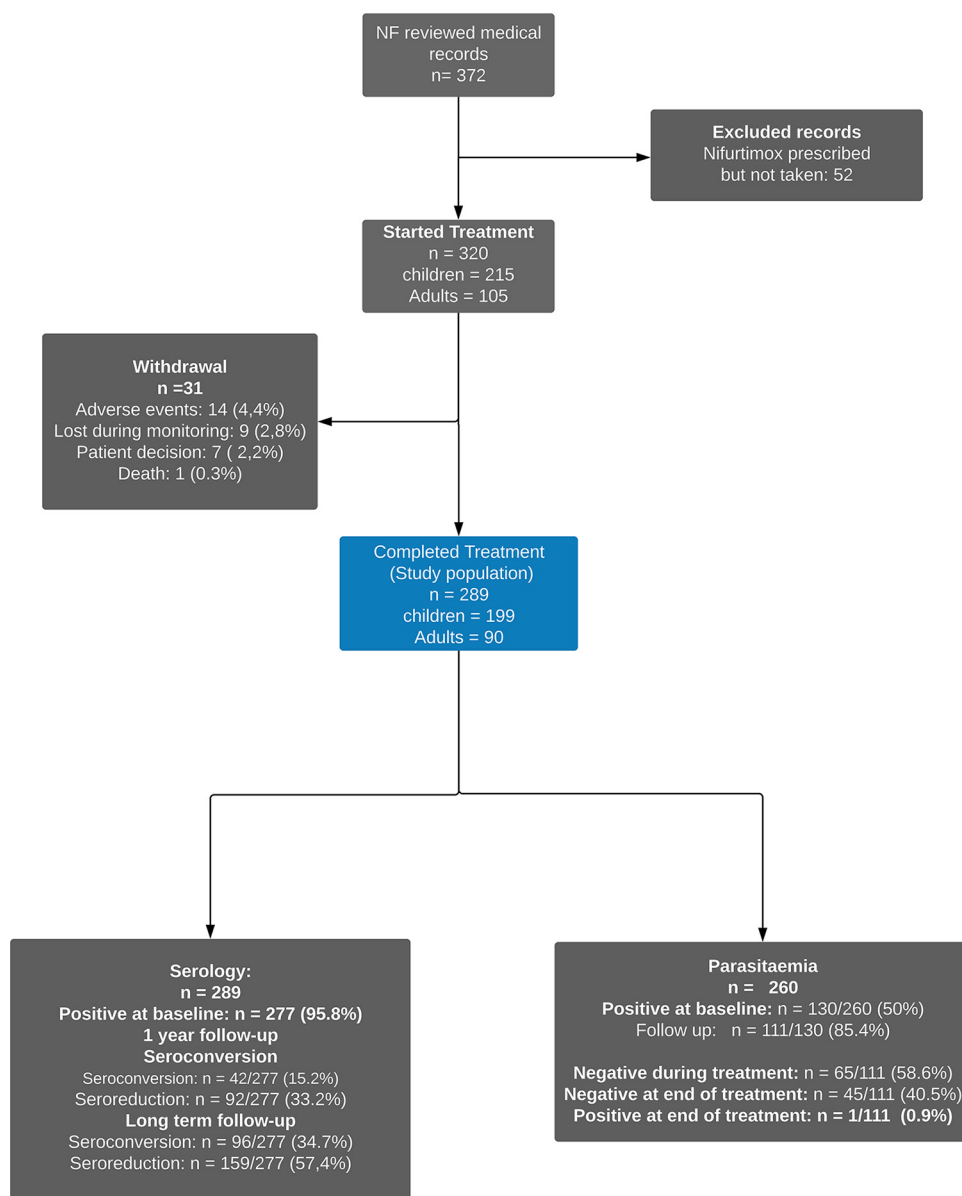 NF reviewed medical
records
n= 372
Excluded records
Nifurtimox prescribed
but not taken: 52
Started Treatment
n = 320
children = 215
Adults = 105
Withdrawal
n =31
Adverse events: 14 (4,4%)
Lost during monitoring: 9 (2,8%)
Patient decision: 7 ( 2,2%)
Death: 1 (0.3%)
Completed Treatment
(Study population)
n = 289
children = 199
Adults = 90
Serology:
n = 289
Positive at baseline: n = 277 (95.8%)
1 year follow-up
Seroconversion
Seroconversion: n = 42/277 (15.2%)
Seroreduction: n = 92/277 (33.2%)
Long term follow-up
Seroconversion: n = 96/277 (34.7%)
Seroreduction: n = 159/277 (57,4%)
Parasitaemia
n = 260
Positive at baseline: n = 130/260 (50%)
Follow up: n = 111/130 (85.4%)
Negative during treatment: n = 65/111 (58.6%)
Negative at end of treatment: n = 45/111 (40.5%)
Positive at end of treatment: n = 1/111 (0.9%)